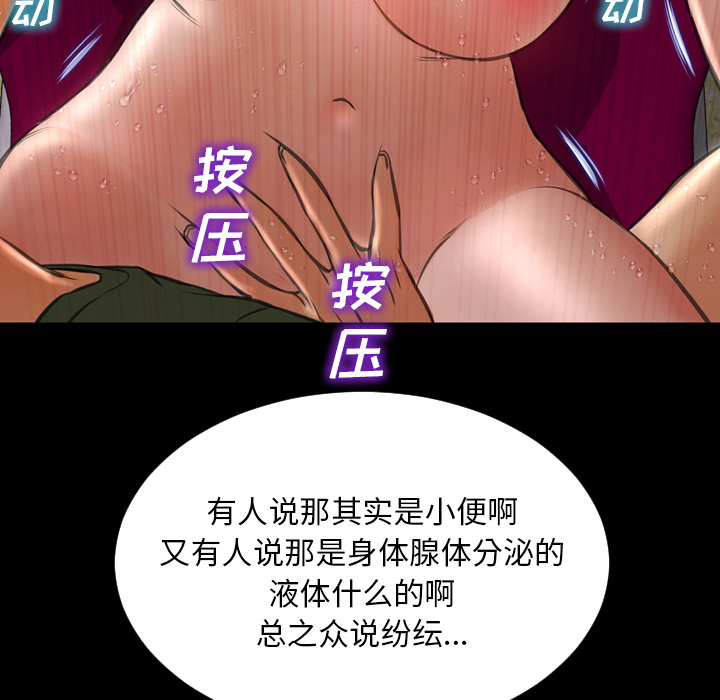 动
动
按
压
按
压
有人说那其实是小便啊
又有人说那是身体腺体分泌的
液体什么的啊
总之众说纷纭...